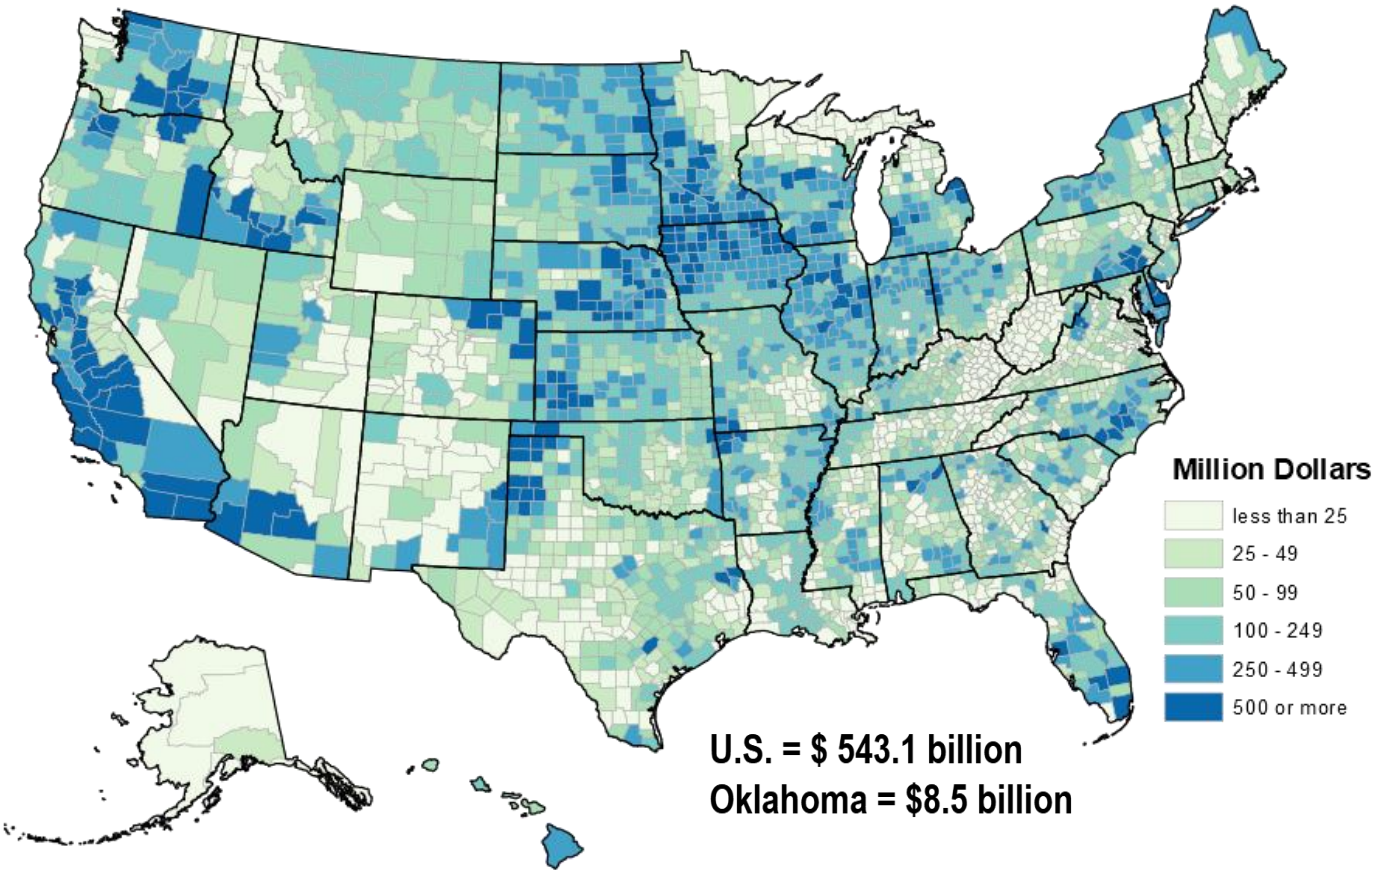 Million Dollars
less than 25
25 - 49
50 - 99
100 - 249
250 - 499
500 or more
U.S. = $ 543.1 billion
Oklahoma = $8.5 billion